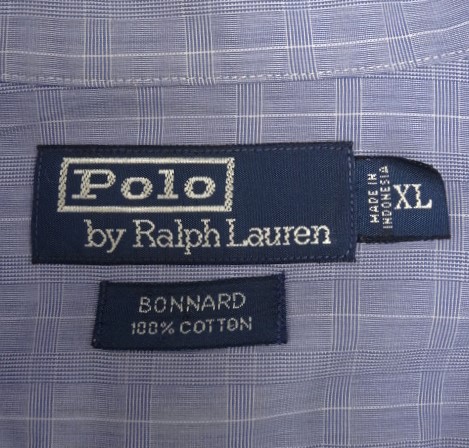 Polo
by Ralph Lauren
MADE IN
INDONESIA
XL
BONNARD
100% COTTON